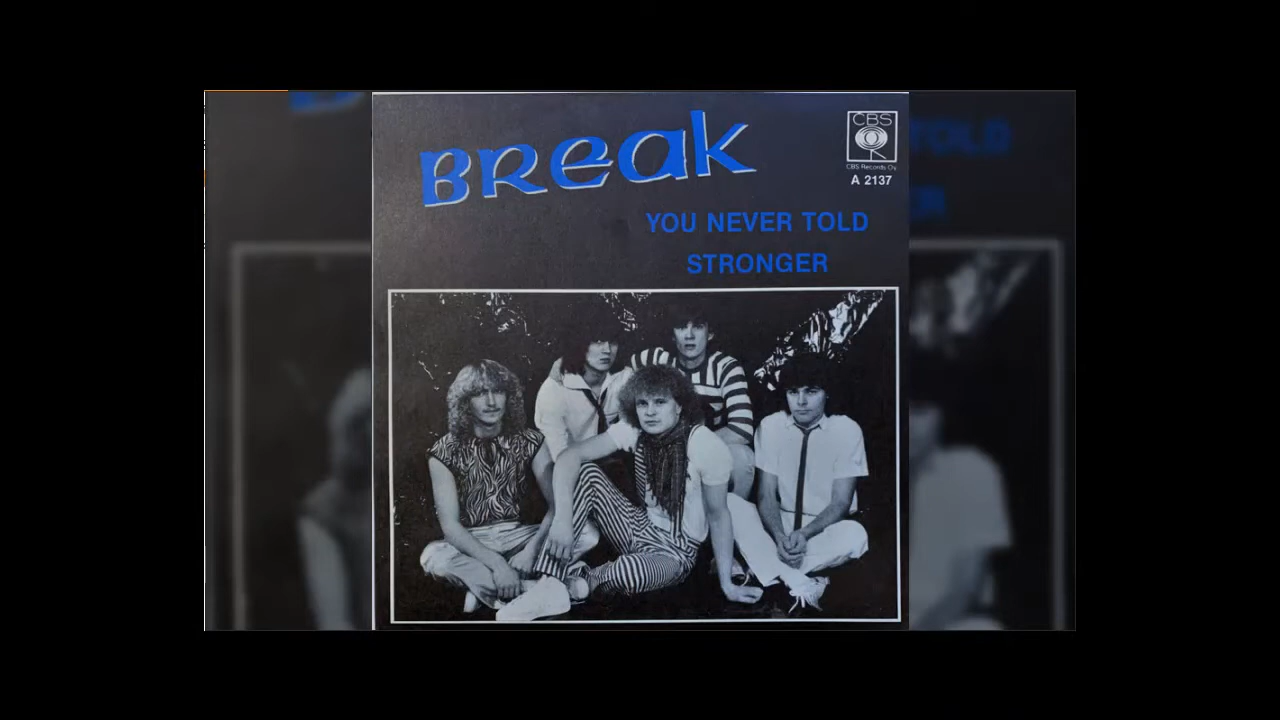 Break
CBS
CBS Records Oy
A 2137
YOU NEVER TOLD
STRONGER